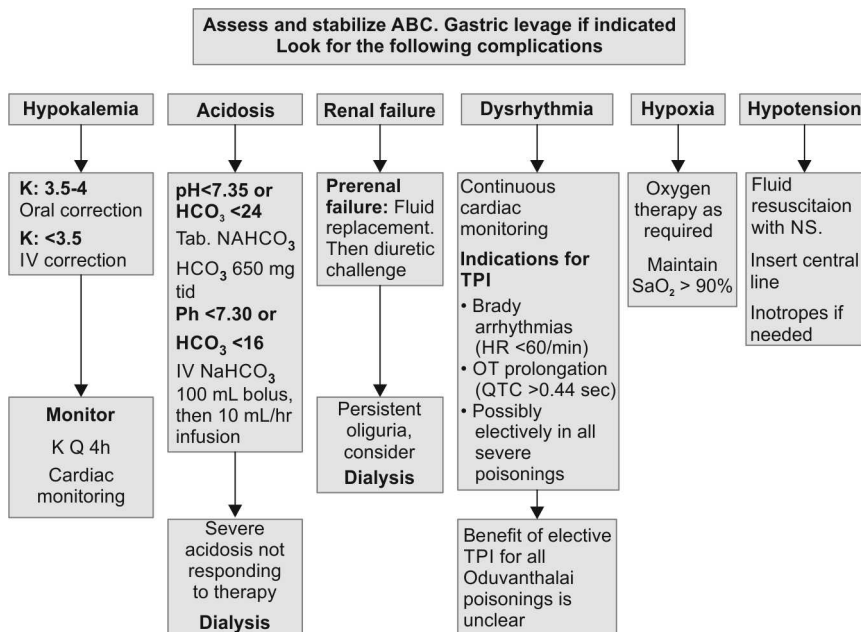 Assess and stabilize ABC. Gastric levage if indicated
Look for the following complications
Hypokalemia
Acidosis
Renal failure
Dysrhythmia
Hypoxia
Hypotension
K: 3.5-4
Oral correction
K: <3.5
IV correction
pH<7.35 or
HCO₃ <24
Tab. NAHCO₃
HCO₃ 650 mg
tid
Ph <7.30 or
HCO₃ <16
IV NaHCO₃
100 mL bolus,
then 10 mL/hr
infusion
Prerenal
failure: Fluid
replacement.
Then diuretic
challenge
Continuous
cardiac
monitoring
Indications for
TPI
• Brady
arrhythmias
(HR <60/min)
• OT prolongation
(QTC >0.44 sec)
• Possibly
electively in all
severe
poisonings
Oxygen
therapy as
required
Maintain
SaO₂ > 90%
Fluid
resuscitaion
with NS.
Insert central
line
Inotropes if
needed
Monitor
K Q 4h
Cardiac
monitoring
Severe
acidosis not
responding
to therapy
Dialysis
Persistent
oliguria,
consider
Dialysis
Benefit of elective
TPI for all
Oduvanthalai
poisonings is
unclear